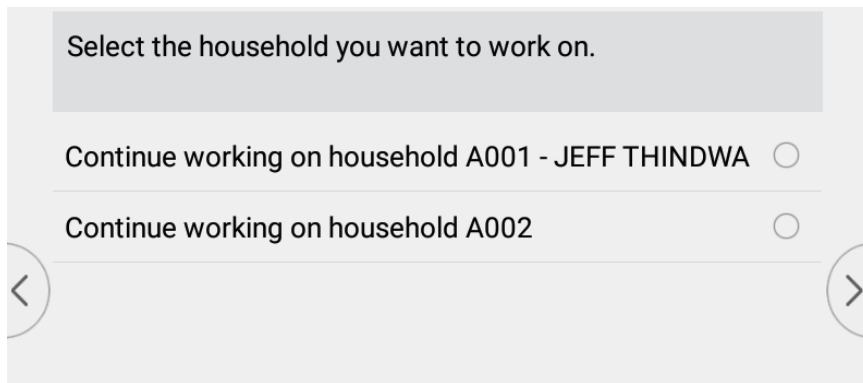 Select the household you want to work on.
Continue working on household A001 - JEFF THINDWA
Continue working on household A002